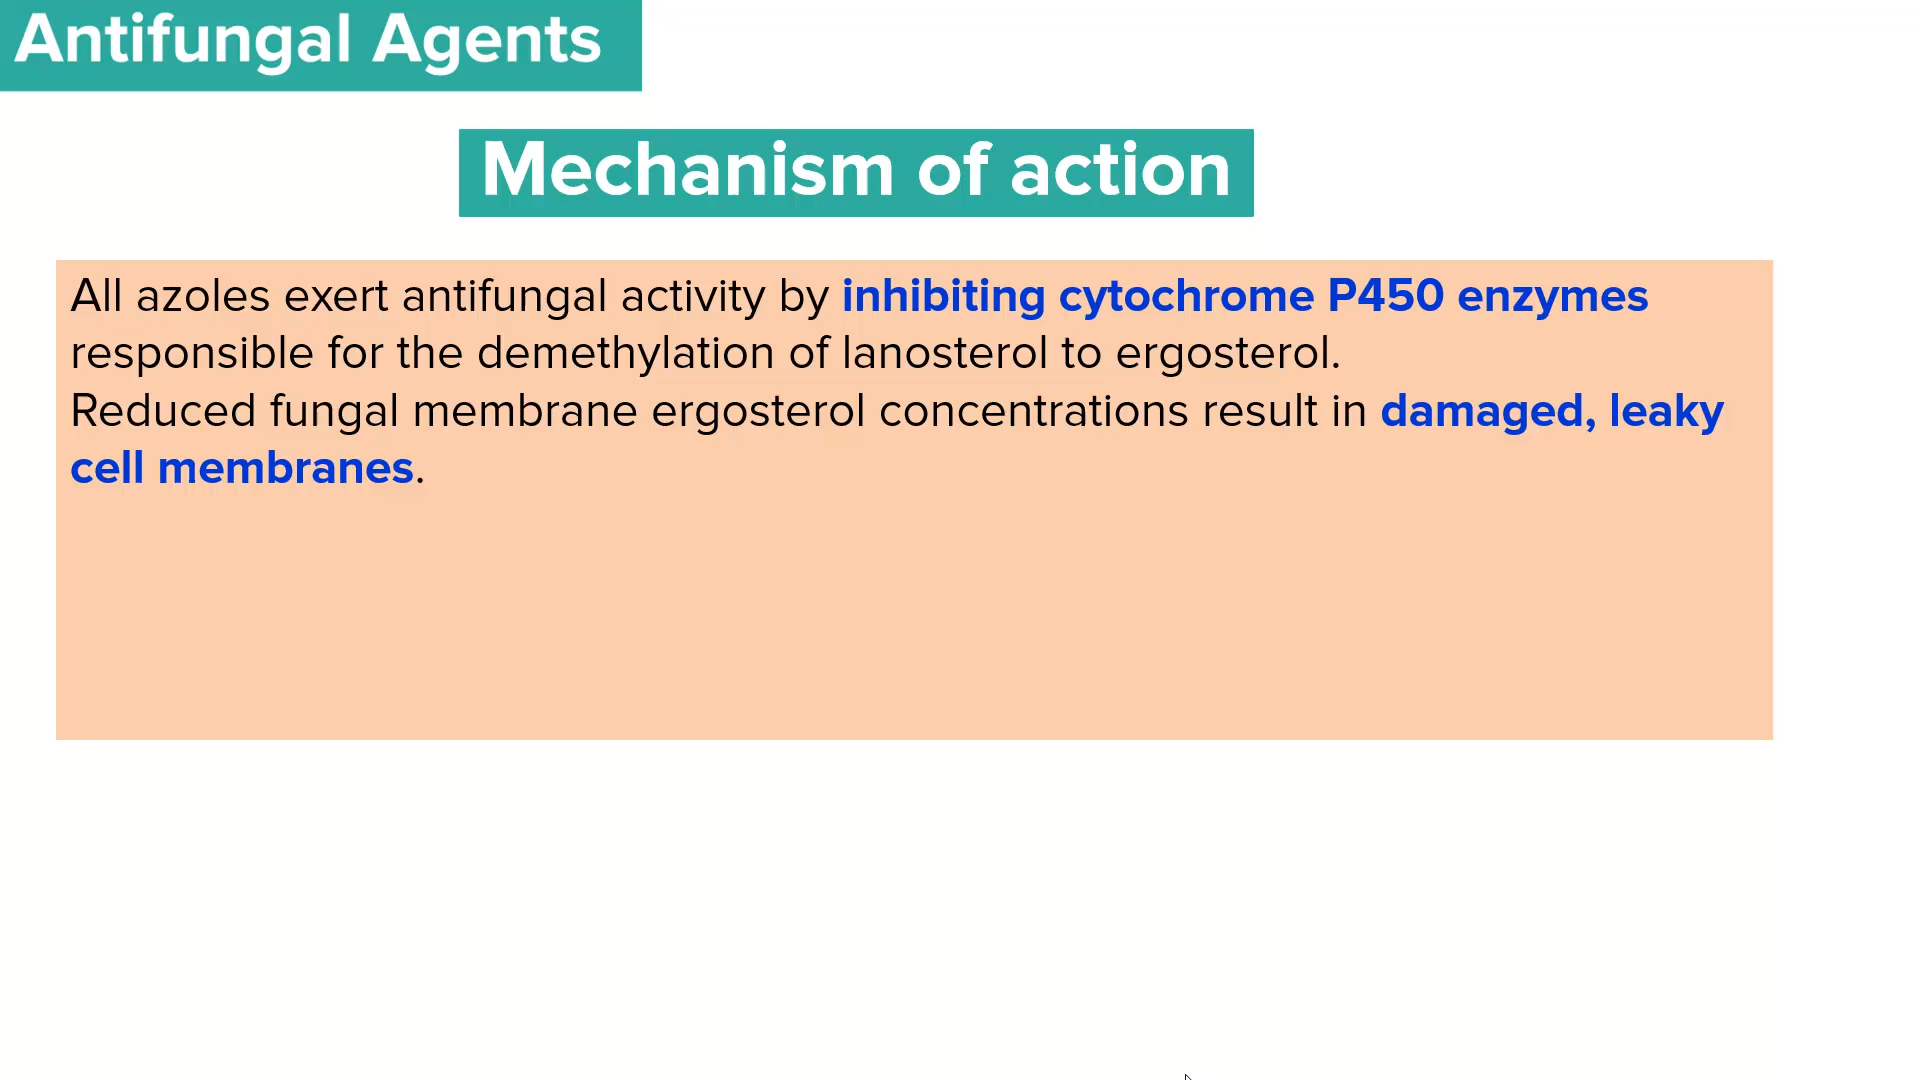 Antifungal Agents
Mechanism of action
All azoles exert antifungal activity by inhibiting cytochrome P450 enzymes
responsible for the demethylation of lanosterol to ergosterol.
Reduced fungal membrane ergosterol concentrations result in damaged, leaky
cell membranes.